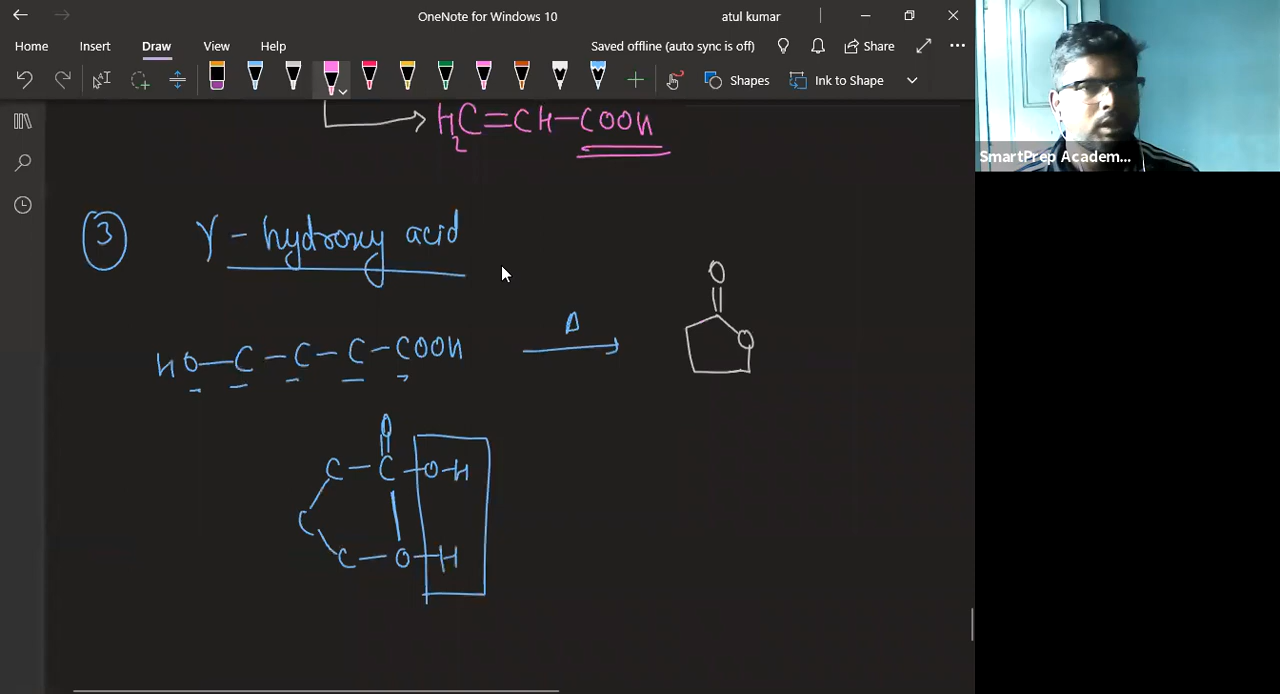 OneNote for Windows 10
atul kumar
Home Insert Draw View Help
Saved offline (auto sync is off)
Share
Shapes
Ink to Shape
SmartPrep Academ...
H2C=CH-COOH
3 γ - hydroxy acid
HO-C-C-C-COOH Δ
O
O
O
C-C-O-H
C
C-O-H